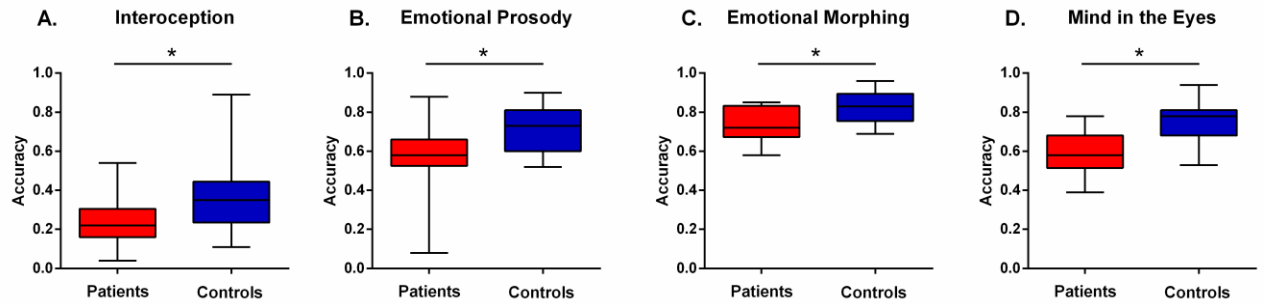 A. Interoception
*
Accuracy
1.0
0.8
0.6
0.4
0.2
0.0
Patients Controls
B. Emotional Prosody
*
Accuracy
1.0
0.8
0.6
0.4
0.2
0.0
Patients Controls
C. Emotional Morphing
*
Accuracy
1.0
0.8
0.6
0.4
0.2
0.0
Patients Controls
D. Mind in the Eyes
*
Accuracy
1.0
0.8
0.6
0.4
0.2
0.0
Patients Controls